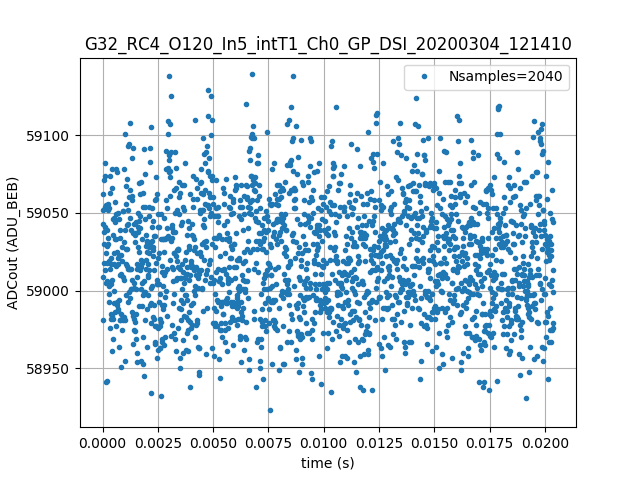 G32_RC4_O120_In5_intT1_Ch0_GP_DSI_20200304_121410
Nsamples=2040
59100
59050
59000
58950
ADCout (ADU_BEB)
0.0000 0.0025 0.0050 0.0075 0.0100 0.0125 0.0150 0.0175 0.0200
time (s)